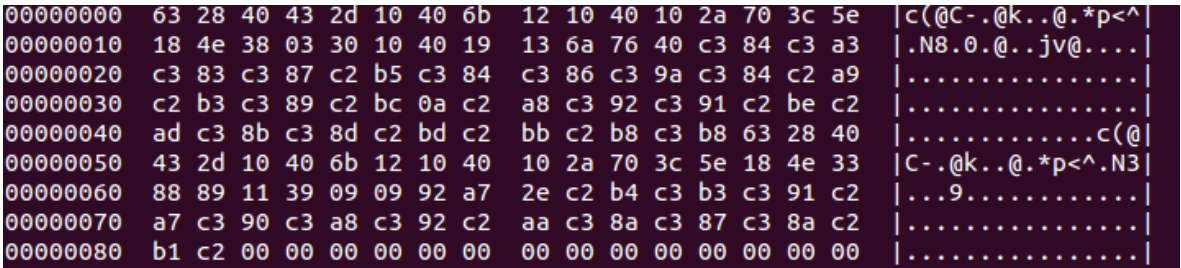 00000000  63 28 40 43 2d 10 40 6b  12 10 40 10 2a 70 3c 5e  |c(@C-.@k..@.*p<^|
00000010  18 4e 38 03 30 10 40 19  13 6a 76 40 c3 84 c3 a3  |.N8.0.@..jv@....|
00000020  c3 83 c3 87 c2 b5 c3 84  c3 86 c3 9a c3 84 c2 a9  |................|
00000030  c2 b3 c3 89 c2 bc 0a c2  a8 c3 92 c3 91 c2 be c2  |................|
00000040  ad c3 8b c3 8d c2 bd c2  bb c2 b8 c3 b8 63 28 40  |.............c(@|
00000050  43 2d 10 40 6b 12 10 40  10 2a 70 3c 5e 18 4e 33  |C-.@k..@.*p<^.N3|
00000060  88 89 11 39 09 09 92 a7  2e c2 b4 c3 b3 c3 91 c2  |...9............|
00000070  a7 c3 90 c3 a8 c3 92 c2  aa c3 8a c3 87 c3 8a c2  |................|
00000080  b1 c2 00 00 00 00 00 00  00 00 00 00 00 00 00 00  |................|